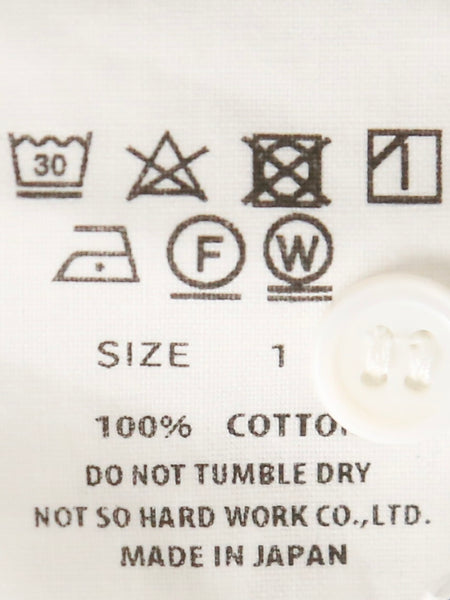 30
F W
SIZE 1
100%
DO NOT TUMBLE DRY
NOT SO HARD WORK CO.,LTD.
MADE IN JAPAN